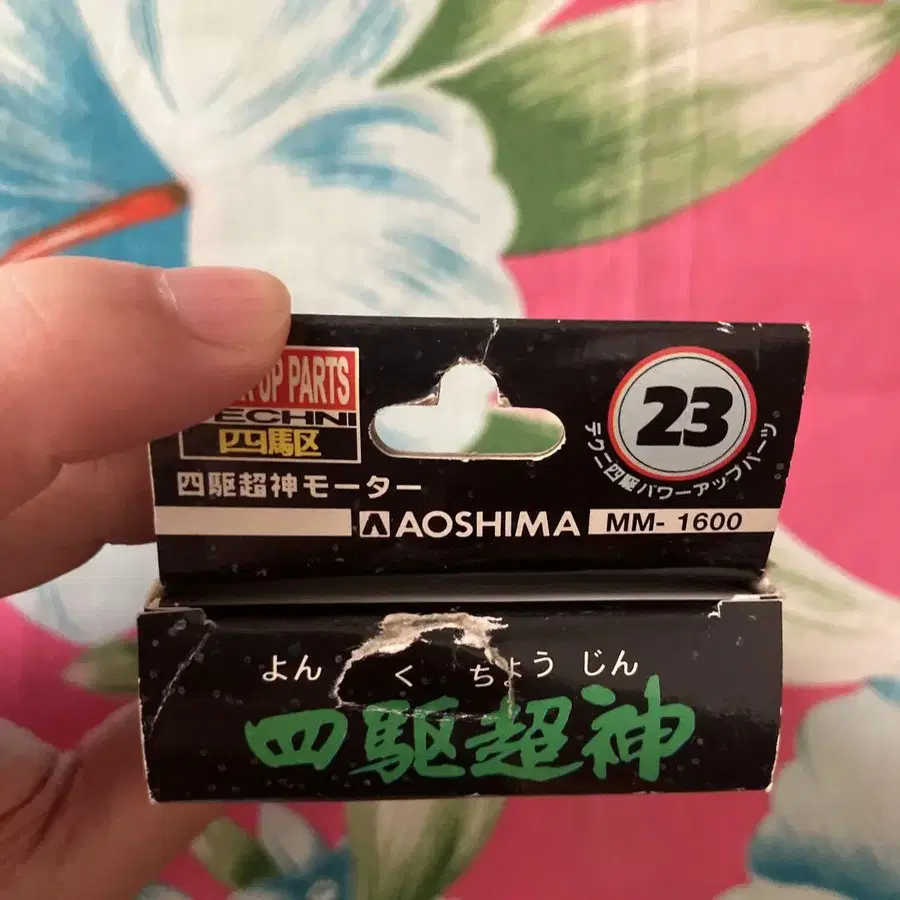 UP PARTS
TECHNI
四駆
四駆超神モーター
23
テクニ四駆パワーアップパーツ
AOSHIMA
MM- 1600
よん く ちょう じん
四駆超神